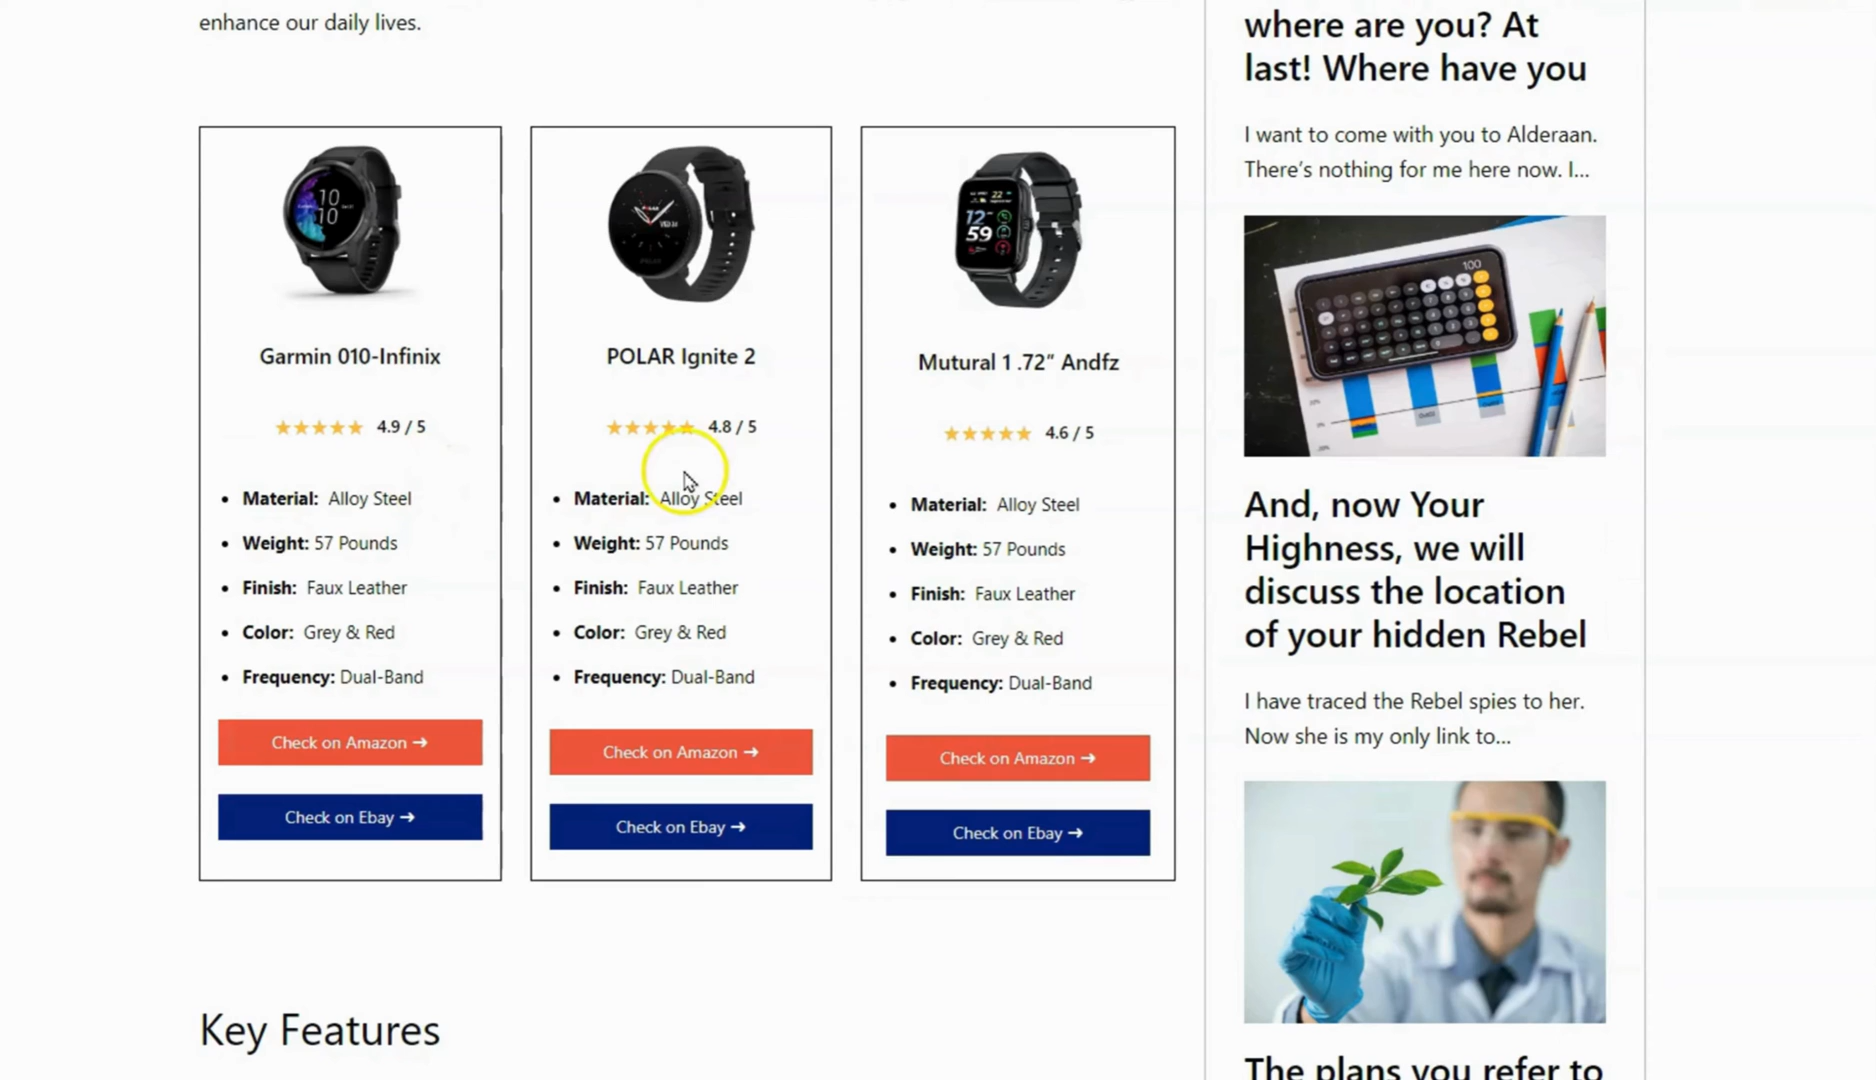 enhance our daily lives.
Garmin 010-Infinix
4.9 / 5
Material: Alloy Steel
Weight: 57 Pounds
Finish: Faux Leather
Color: Grey & Red
Frequency: Dual-Band
Check on Amazon →
Check on Ebay →
POLAR Ignite 2
4.8 / 5
Material: Alloy Steel
Weight: 57 Pounds
Finish: Faux Leather
Color: Grey & Red
Frequency: Dual-Band
Check on Amazon →
Check on Ebay →
12
59
22
Mutural 1 .72” Andfz
4.6 / 5
Material: Alloy Steel
Weight: 57 Pounds
Finish: Faux Leather
Color: Grey & Red
Frequency: Dual-Band
Check on Amazon →
Check on Ebay →
Key Features
where are you? At
last! Where have you
I want to come with you to Alderaan.
There’s nothing for me here now. I...
100
And, now Your
Highness, we will
discuss the location
of your hidden Rebel
I have traced the Rebel spies to her.
Now she is my only link to...
The plans you refer to